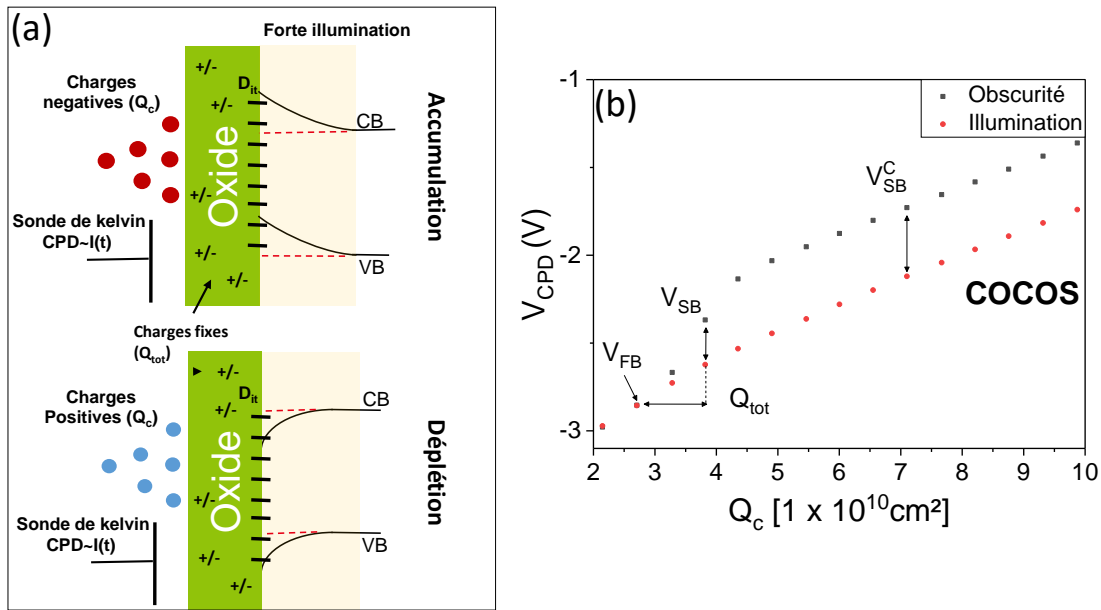 (a)
Forte illumination
Charges
negatives (Qc)
+/-
+/-
Dit
CB
Oxide
+/-
Accumulation
Sonde de kelvin
CPD~I(t)
+/-
VB
+/-
Charges fixes
(Qtot)
+/-
Charges
Positives (Qc)
+/-
Dit
CB
Oxide
+/-
Déplétion
Sonde de kelvin
CPD~I(t)
+/-
VB
+/-
(b)
Obscurité
Illumination
VCPD (V)
-1
-2
-3
V^C_SB
VSB
VFB
Qtot
COCOS
2 3 4 5 6 7 8 9 10
Qc [1 x 10¹⁰cm²]